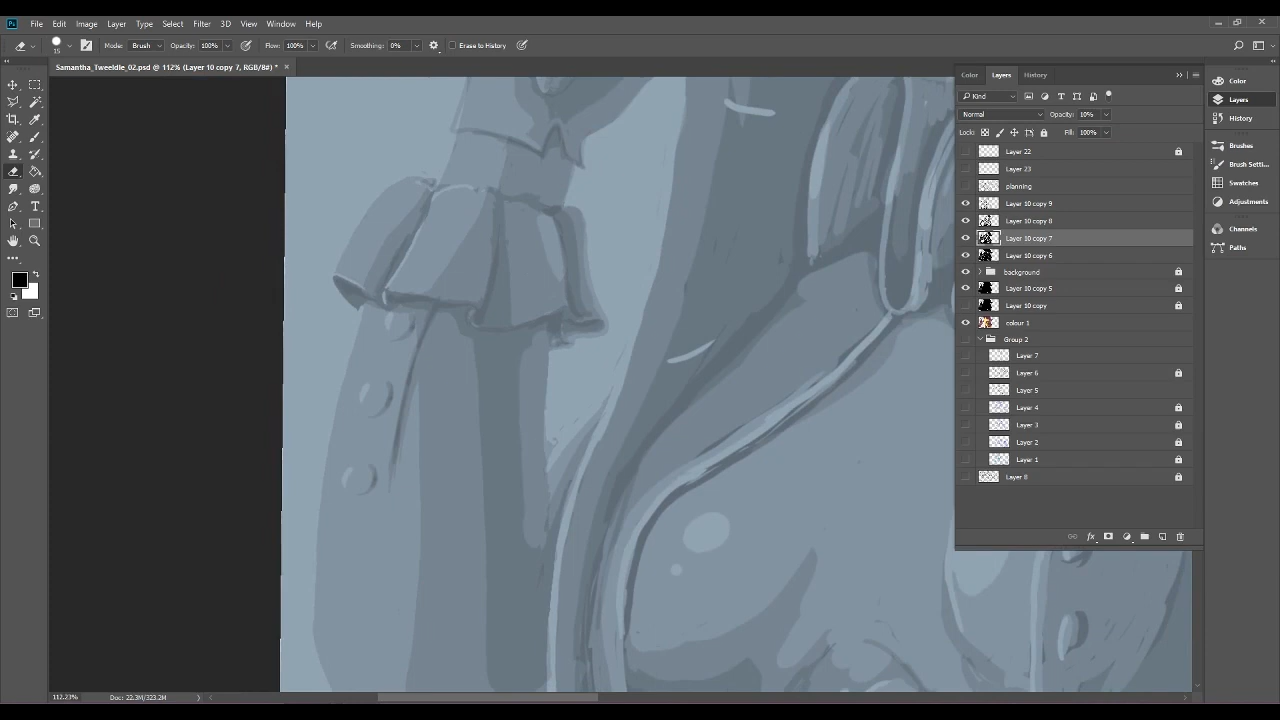 Ps File Edit Image Layer Type Select Filter 3D View Window Help
15 Mode: Brush Opacity: 100% Flow: 100% Smoothing: 0% Erase to History
Samantha_Tweeldle_02.psd @ 112% (Layer 10 copy 7, RGB/8#) *
Color Layers History
Kind
Normal Opacity: 10%
Lock: Fill: 100%
Layer 22
Layer 23
planning
Layer 10 copy 9
Layer 10 copy 8
Layer 10 copy 7
Layer 10 copy 6
background
Layer 10 copy 5
Layer 10 copy
colour 1
Group 2
Layer 7
Layer 6
Layer 5
Layer 4
Layer 3
Layer 2
Layer 1
Layer 8
Color
Layers
History
Brushes
Brush Setti...
Swatches
Adjustments
Channels
Paths
112.23% Doc: 22.3M/323.2M